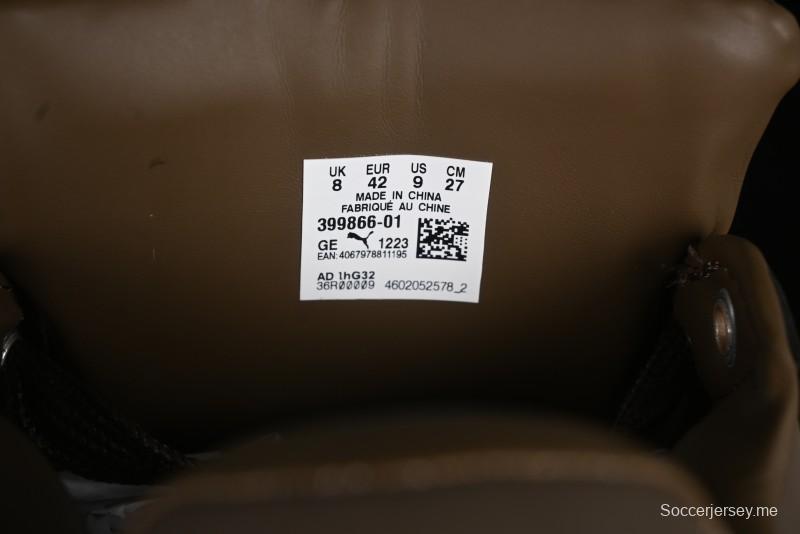 UK EUR US CM
8 42 9 27
MADE IN CHINA
FABRIQUÉ AU CHINE
399866-01
GE 1223
EAN: 4067978811195
AD 1hG32
36R00009 4602052578_2
Soccerjersey.me